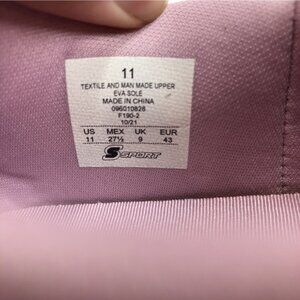 11
TEXTILE AND MAN MADE UPPER
EVA SOLE
MADE IN CHINA
096010828
F190-2
10/21
US MEX UK EUR
11 27½ 9 43
S SPORT